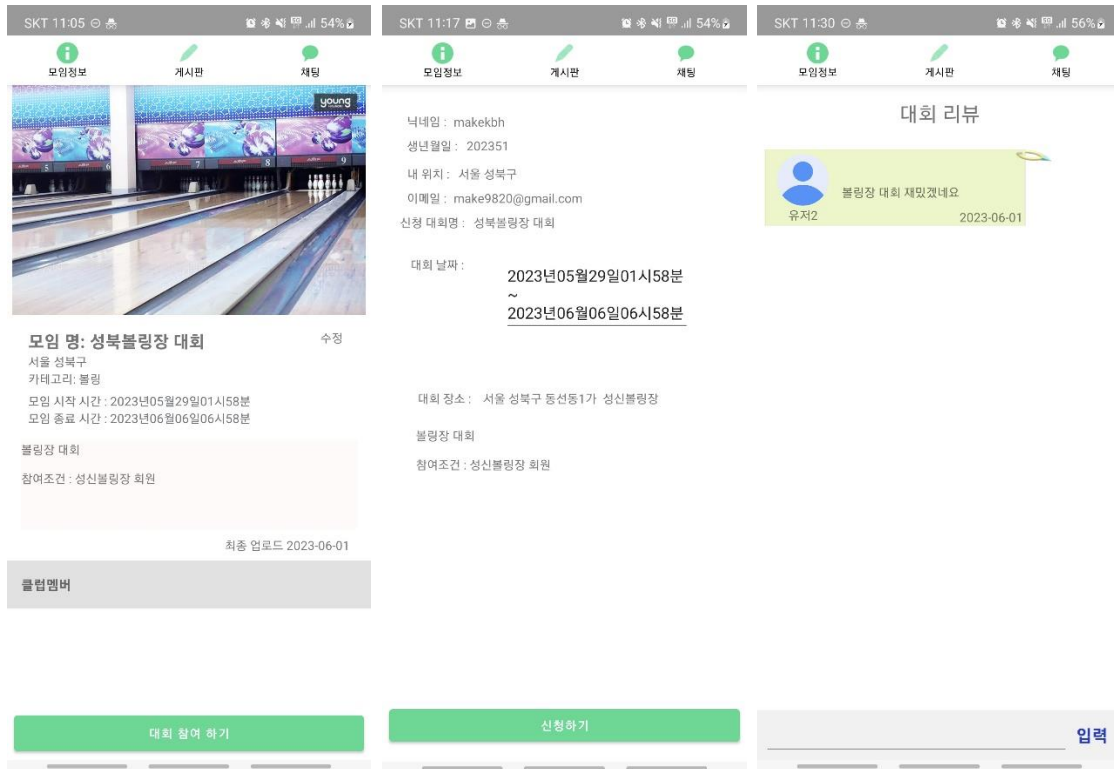 SKT 11:05
54%
모임정보
게시판
채팅
young
5
6
7
8
9
모임 명: 성북볼링장 대회
수정
서울 성북구
카테고리: 볼링
모임 시작 시간 : 2023년05월29일01시58분
모임 종료 시간 : 2023년06월06일06시58분
볼링장 대회
참여조건 : 성신볼링장 회원
최종 업로드 2023-06-01
클럽멤버
대회 참여 하기
SKT 11:17
54%
모임정보
게시판
채팅
닉네임 : makekbh
생년월일 : 202351
내 위치 : 서울 성북구
이메일 : make9820@gmail.com
신청 대회명 : 성북볼링장 대회
대회 날짜 :
2023년05월29일01시58분
~
2023년06월06일06시58분
대회 장소 : 서울 성북구 동선동1가 성신볼링장
볼링장 대회
참여조건 : 성신볼링장 회원
신청하기
SKT 11:30
56%
모임정보
게시판
채팅
대회 리뷰
볼링장 대회 재밌겠네요
유저2
2023-06-01
입력